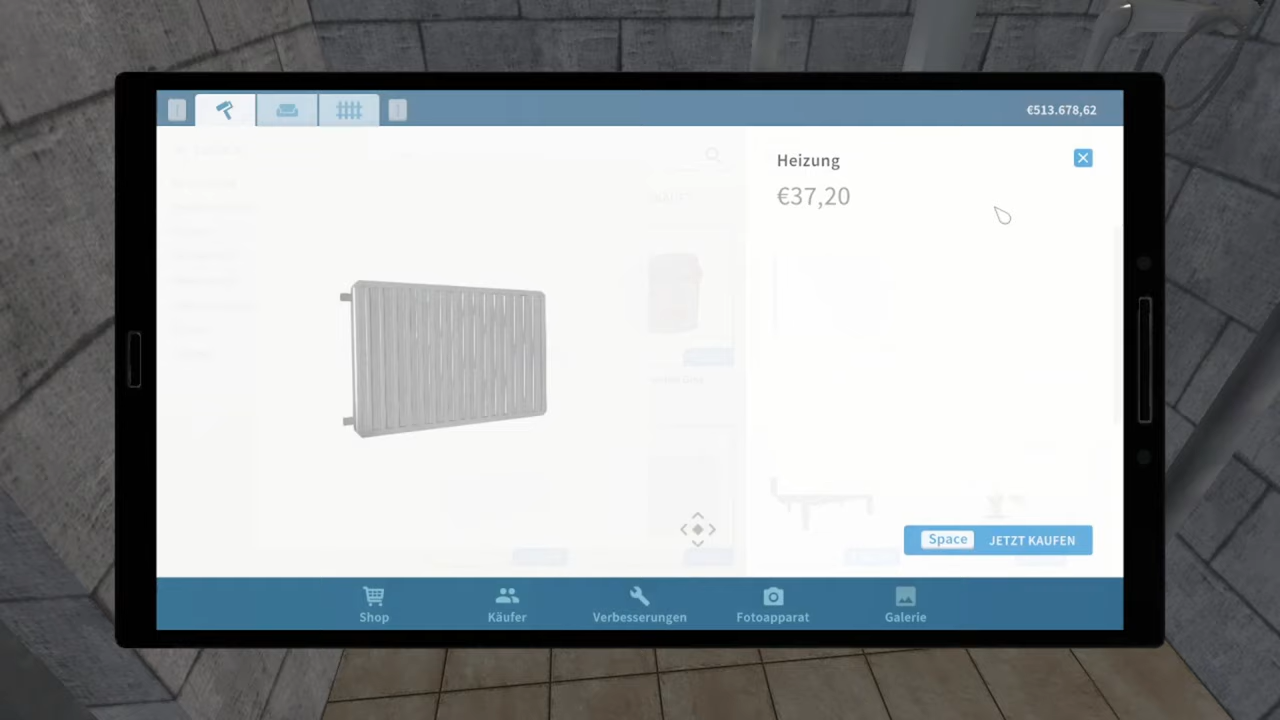 €513.678,62
Heizung
€37,20
Space JETZT KAUFEN
Shop
Käufer
Verbesserungen
Fotoapparat
Galerie